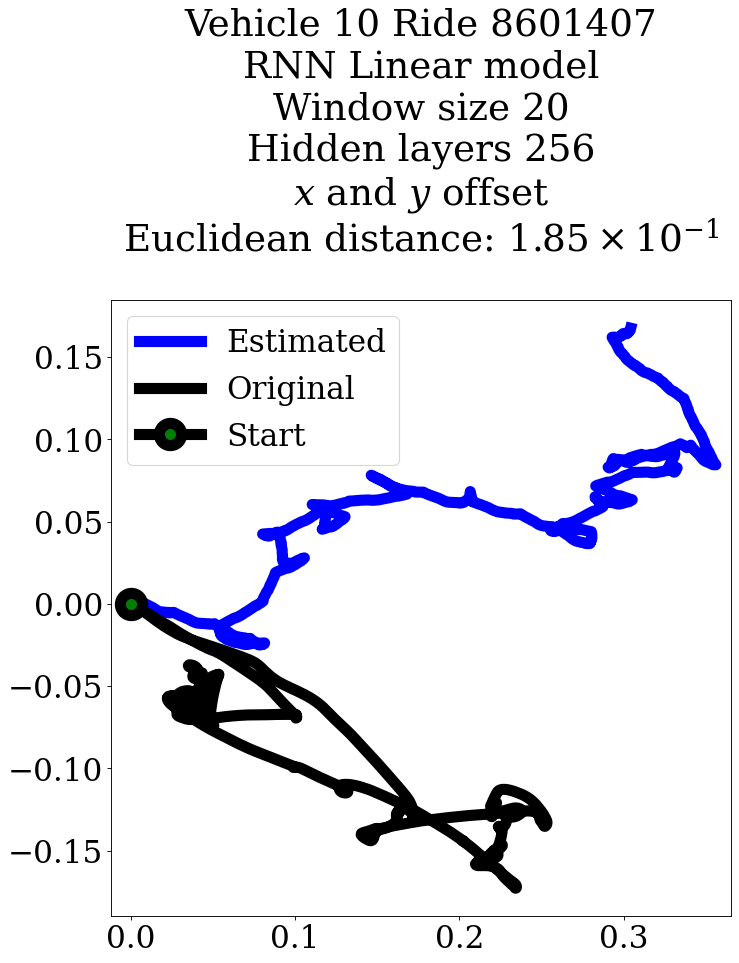 Vehicle 10 Ride 8601407
RNN Linear model
Window size 20
Hidden layers 256
x and y offset
Euclidean distance: 1.85 × 10⁻¹
Estimated
Original
Start
0.15
0.10
0.05
0.00
−0.05
−0.10
−0.15
0.0 0.1 0.2 0.3